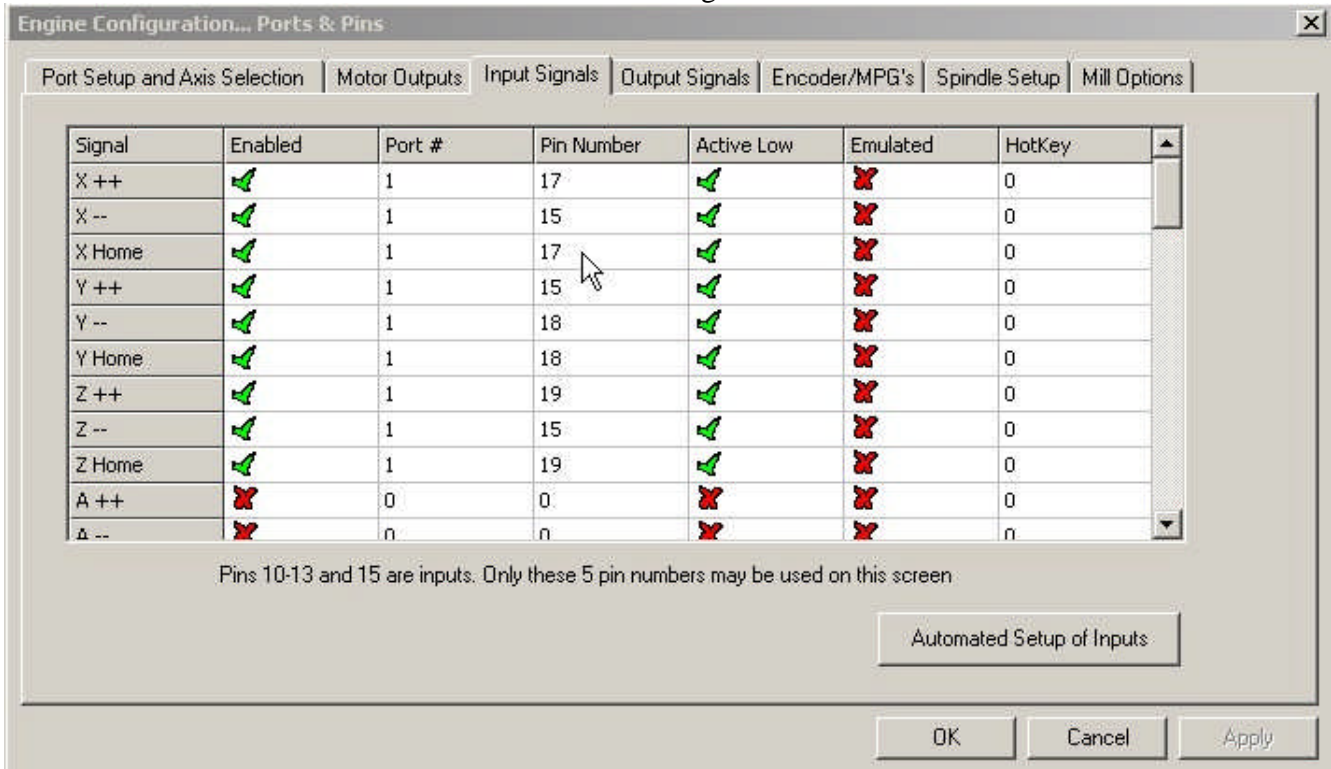 Engine Configuration... Ports & Pins
Port Setup and Axis Selection Motor Outputs Input Signals Output Signals Encoder/MPG's Spindle Setup Mill Options
Signal Enabled Port # Pin Number Active Low Emulated HotKey
X ++ 1 17 0
X -- 1 15 0
X Home 1 17 0
Y ++ 1 15 0
Y -- 1 18 0
Y Home 1 18 0
Z ++ 1 19 0
Z -- 1 15 0
Z Home 1 19 0
A ++ 0 0 0
A -- 0 0 0
Pins 10-13 and 15 are inputs. Only these 5 pin numbers may be used on this screen
Automated Setup of Inputs
OK Cancel Apply